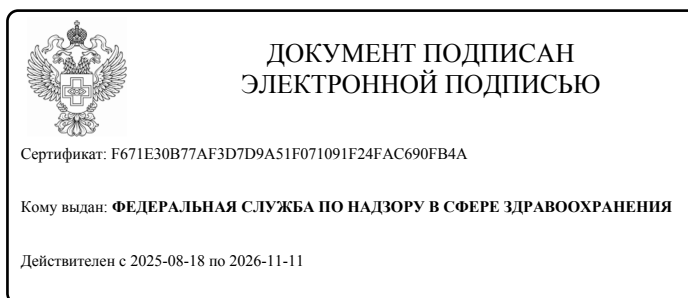 ДОКУМЕНТ ПОДПИСАН
ЭЛЕКТРОННОЙ ПОДПИСЬЮ
Сертификат: F671E30B77AF3D7D9A51F071091F24FAC690FB4A
Кому выдан: ФЕДЕРАЛЬНАЯ СЛУЖБА ПО НАДЗОРУ В СФЕРЕ ЗДРАВООХРАНЕНИЯ
Действителен с 2025-08-18 по 2026-11-11